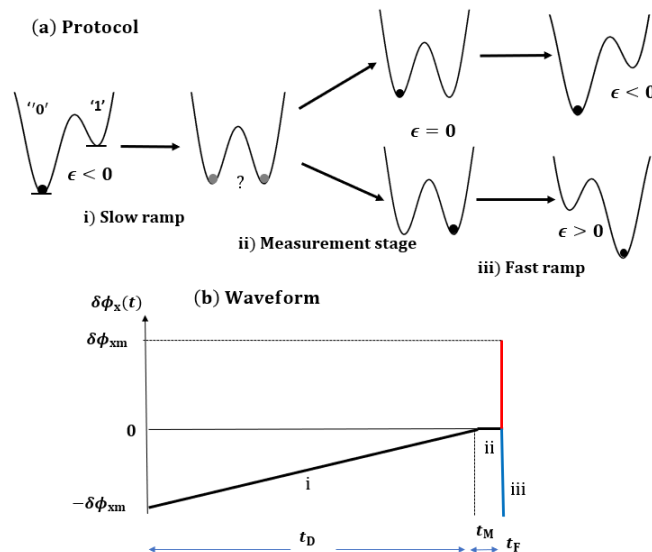 (a) Protocol
"0'
'1'
ϵ < 0
?
ϵ = 0
ϵ < 0
ϵ > 0
i) Slow ramp
ii) Measurement stage
iii) Fast ramp
(b) Waveform
δϕx(t)
δϕxm
0
−δϕxm
i
ii
iii
tD
tM
tF